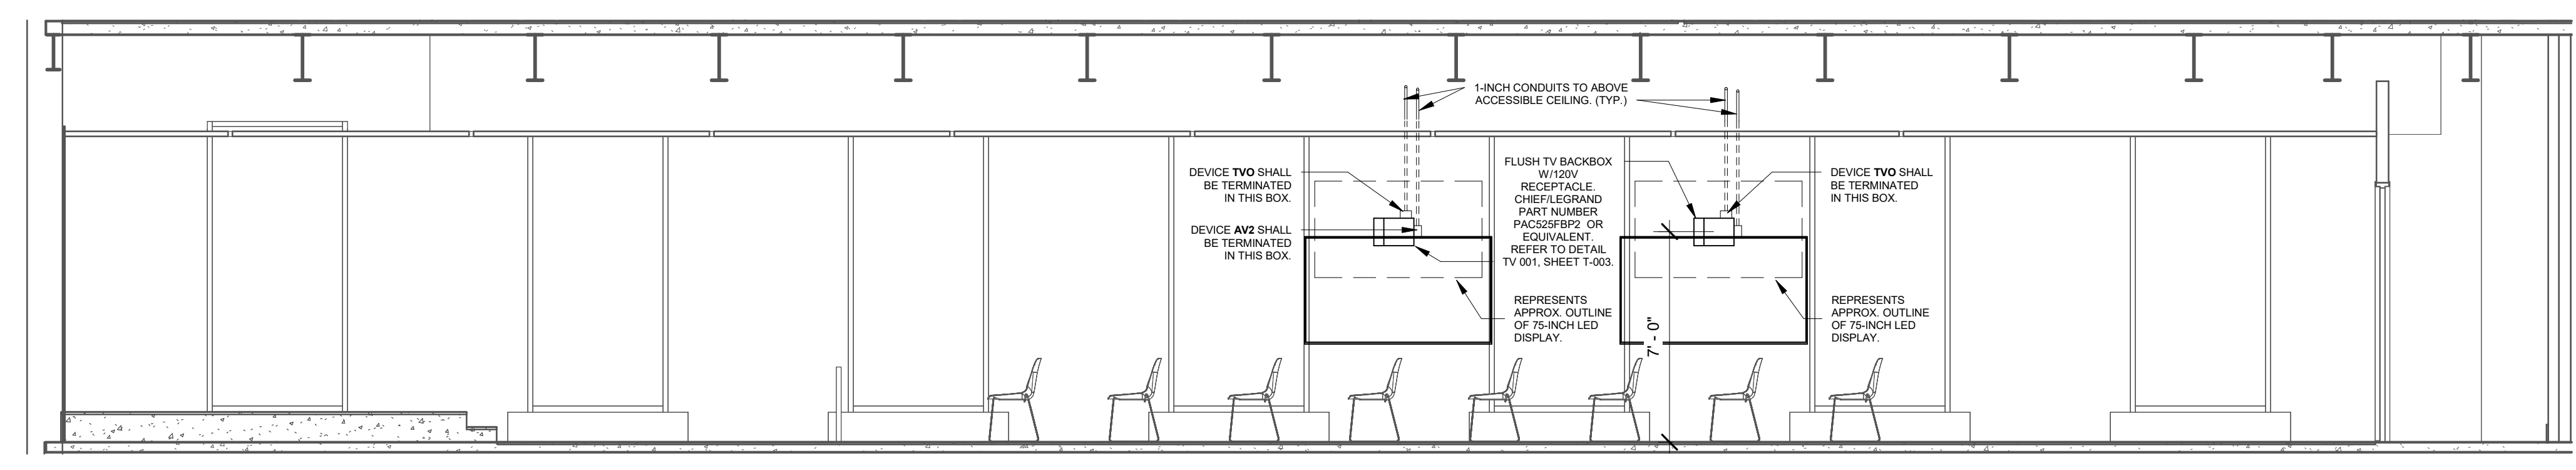 1-INCH CONDUITS TO ABOVE
ACCESSIBLE CEILING. (TYP.)
DEVICE TVO SHALL
BE TERMINATED
IN THIS BOX.
DEVICE AV2 SHALL
BE TERMINATED
IN THIS BOX.
FLUSH TV BACKBOX
W/120V
RECEPTACLE.
CHIEF/LEGRAND
PART NUMBER
PAC525FBP2 OR
EQUIVALENT.
REFER TO DETAIL
TV 001, SHEET T-003.
DEVICE TVO SHALL
BE TERMINATED
IN THIS BOX.
REPRESENTS
APPROX. OUTLINE
OF 75-INCH LED
DISPLAY.
7' - 0"
REPRESENTS
APPROX. OUTLINE
OF 75-INCH LED
DISPLAY.